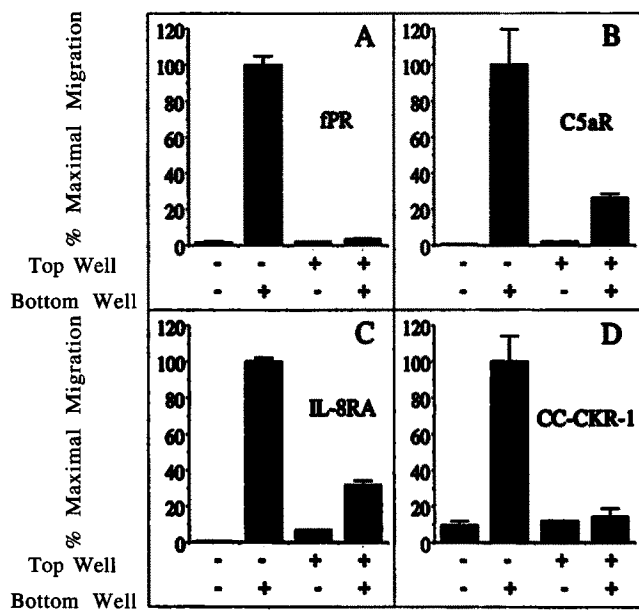 % Maximal Migration
A
fPR
120
100
80
60
40
20
0
B
C5aR
120
100
80
60
40
20
0
Top Well - - + + - - + +
Bottom Well - + - + - + - +
% Maximal Migration
C
IL-8RA
120
100
80
60
40
20
0
D
CC-CKR-1
120
100
80
60
40
20
0
Top Well - - + + - - + +
Bottom Well - + - + - + - +